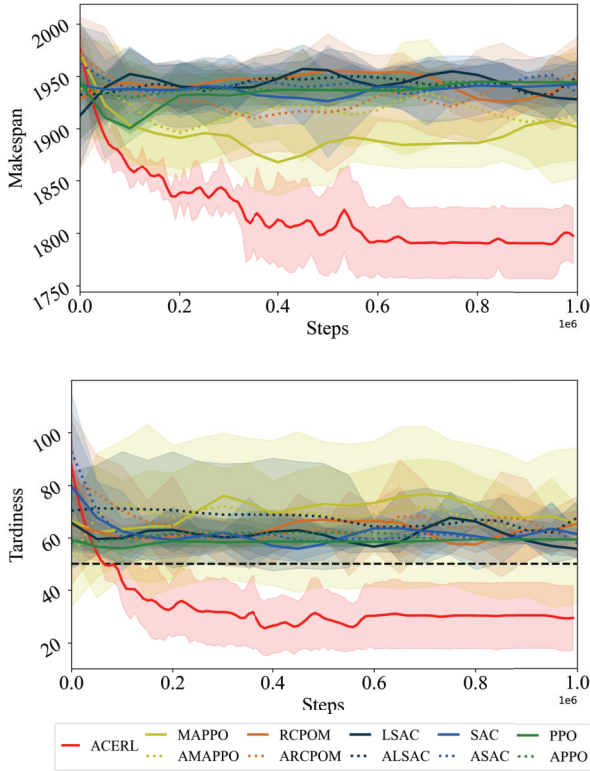 2000
1950
1900
1850
1800
1750
Makespan
0.0 0.2 0.4 0.6 0.8 1.0
Steps
1e6
100
80
60
40
20
Tardiness
0.0 0.2 0.4 0.6 0.8 1.0
Steps
1e6
ACERL MAPPO RCPOM LSAC SAC PPO
AMAPPO ARCPOM ALSAC ASAC APPO